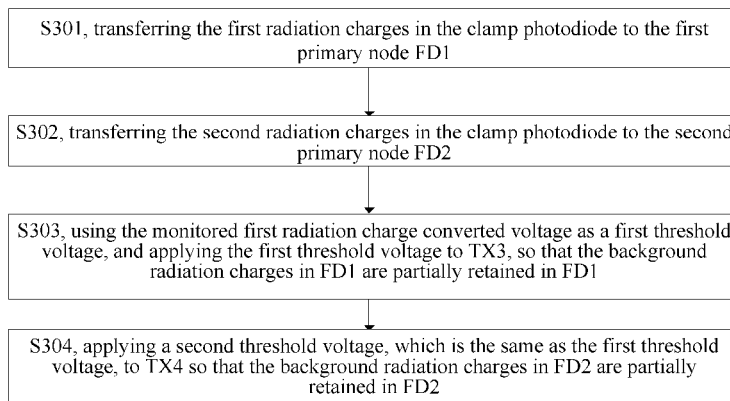 S301, transferring the first radiation charges in the clamp photodiode to the first
primary node FD1
S302, transferring the second radiation charges in the clamp photodiode to the second
primary node FD2
S303, using the monitored first radiation charge converted voltage as a first threshold
voltage, and applying the first threshold voltage to TX3, so that the background
radiation charges in FD1 are partially retained in FD1
S304, applying a second threshold voltage, which is the same as the first threshold
voltage, to TX4 so that the background radiation charges in FD2 are partially
retained in FD2